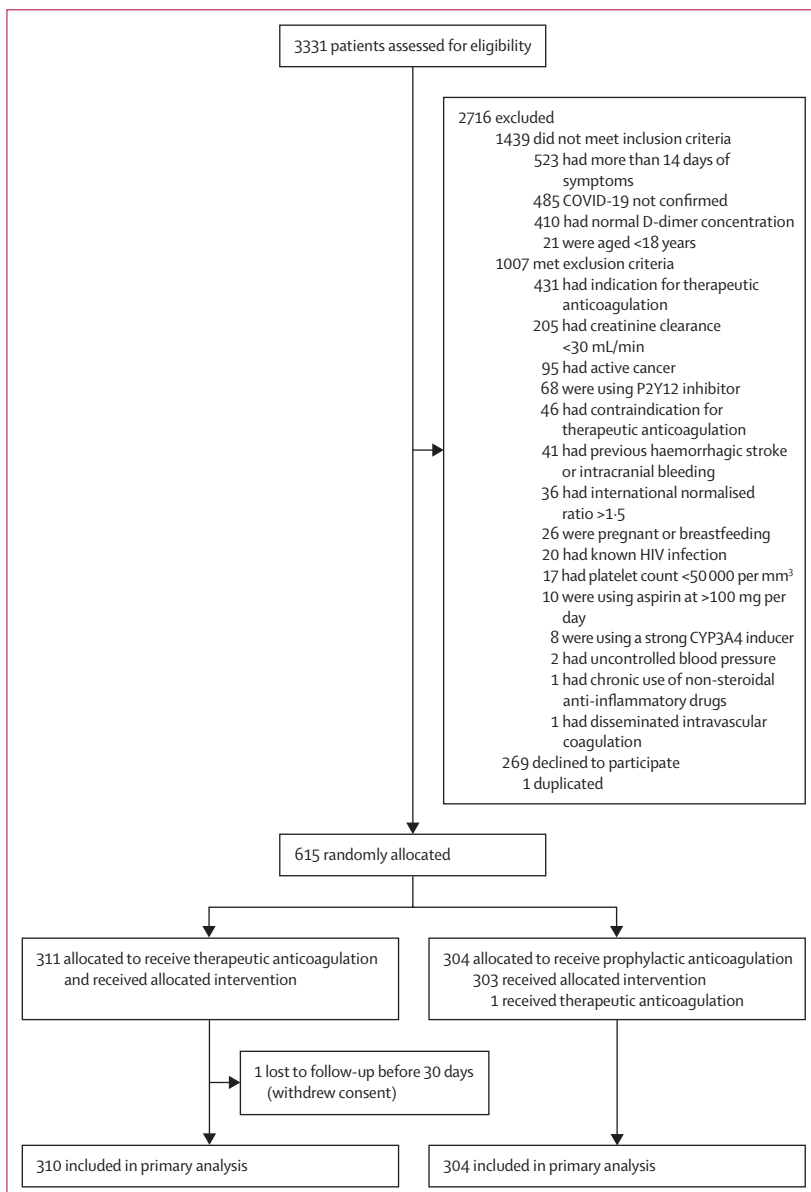 3331 patients assessed for eligibility
2716 excluded
1439 did not meet inclusion criteria
523 had more than 14 days of
symptoms
485 COVID-19 not confirmed
410 had normal D-dimer concentration
21 were aged <18 years
1007 met exclusion criteria
431 had indication for therapeutic
anticoagulation
205 had creatinine clearance
<30 mL/min
95 had active cancer
68 were using P2Y12 inhibitor
46 had contraindication for
therapeutic anticoagulation
41 had previous haemorrhagic stroke
or intracranial bleeding
36 had international normalised
ratio >1·5
26 were pregnant or breastfeeding
20 had known HIV infection
17 had platelet count <50 000 per mm³
10 were using aspirin at >100 mg per
day
8 were using a strong CYP3A4 inducer
2 had uncontrolled blood pressure
1 had chronic use of non-steroidal
anti-inflammatory drugs
1 had disseminated intravascular
coagulation
269 declined to participate
1 duplicated
615 randomly allocated
311 allocated to receive therapeutic anticoagulation
and received allocated intervention
304 allocated to receive prophylactic anticoagulation
303 received allocated intervention
1 received therapeutic anticoagulation
1 lost to follow-up before 30 days
(withdrew consent)
310 included in primary analysis
304 included in primary analysis